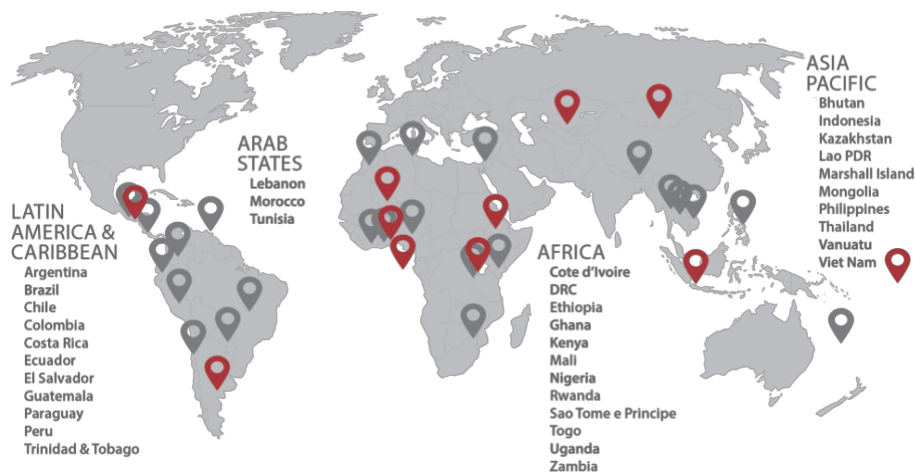 ASIA
PACIFIC
Bhutan
Indonesia
Kazakhstan
Lao PDR
Marshall Island
Mongolia
Philippines
Thailand
Vanuatu
Viet Nam
ARAB
STATES
Lebanon
Morocco
Tunisia
LATIN
AMERICA &
CARIBBEAN
Argentina
Brazil
Chile
Colombia
Costa Rica
Ecuador
El Salvador
Guatemala
Paraguay
Peru
Trinidad & Tobago
AFRICA
Cote d'Ivoire
DRC
Ethiopia
Ghana
Kenya
Mali
Nigeria
Rwanda
Sao Tome e Principe
Togo
Uganda
Zambia